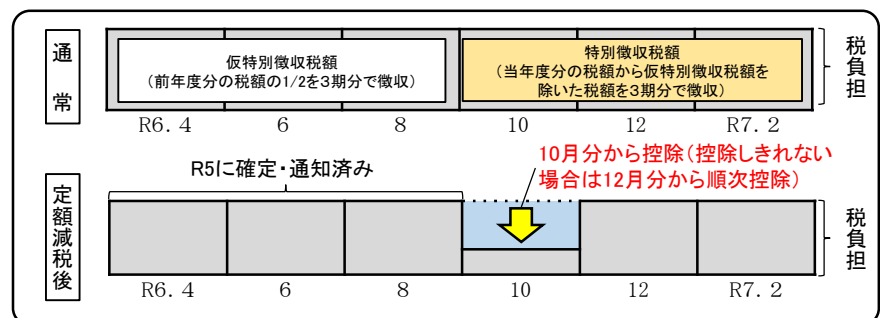 通常
仮特別徴収税額
(前年度分の税額の1/2を3期分で徴収)
特別徴収税額
(当年度分の税額から仮特別徴収税額を
除いた税額を3期分で徴収)
税負担
R6.4 6 8 10 12 R7.2
R5に確定・通知済み
10月分から控除(控除しきれない
場合は12月分から順次控除)
定額減税後
税負担
R6.4 6 8 10 12 R7.2